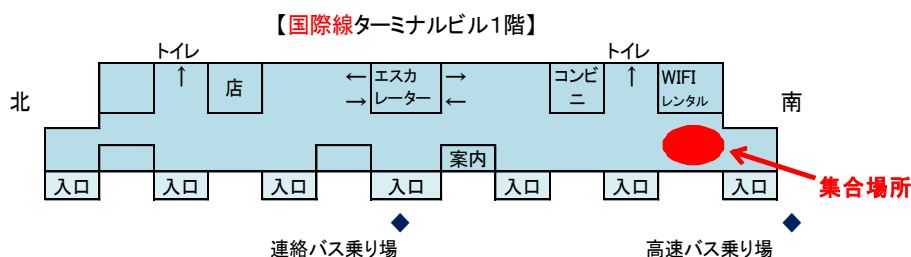 【国際線ターミナルビル1階】
トイレ
トイレ
↑
店
← エスカ →
→ レーター ←
コンビ
ニ
↑
WIFI
レンタル
北
南
案内
入口
入口
入口
入口
入口
入口
入口
集合場所
連絡バス乗り場
高速バス乗り場